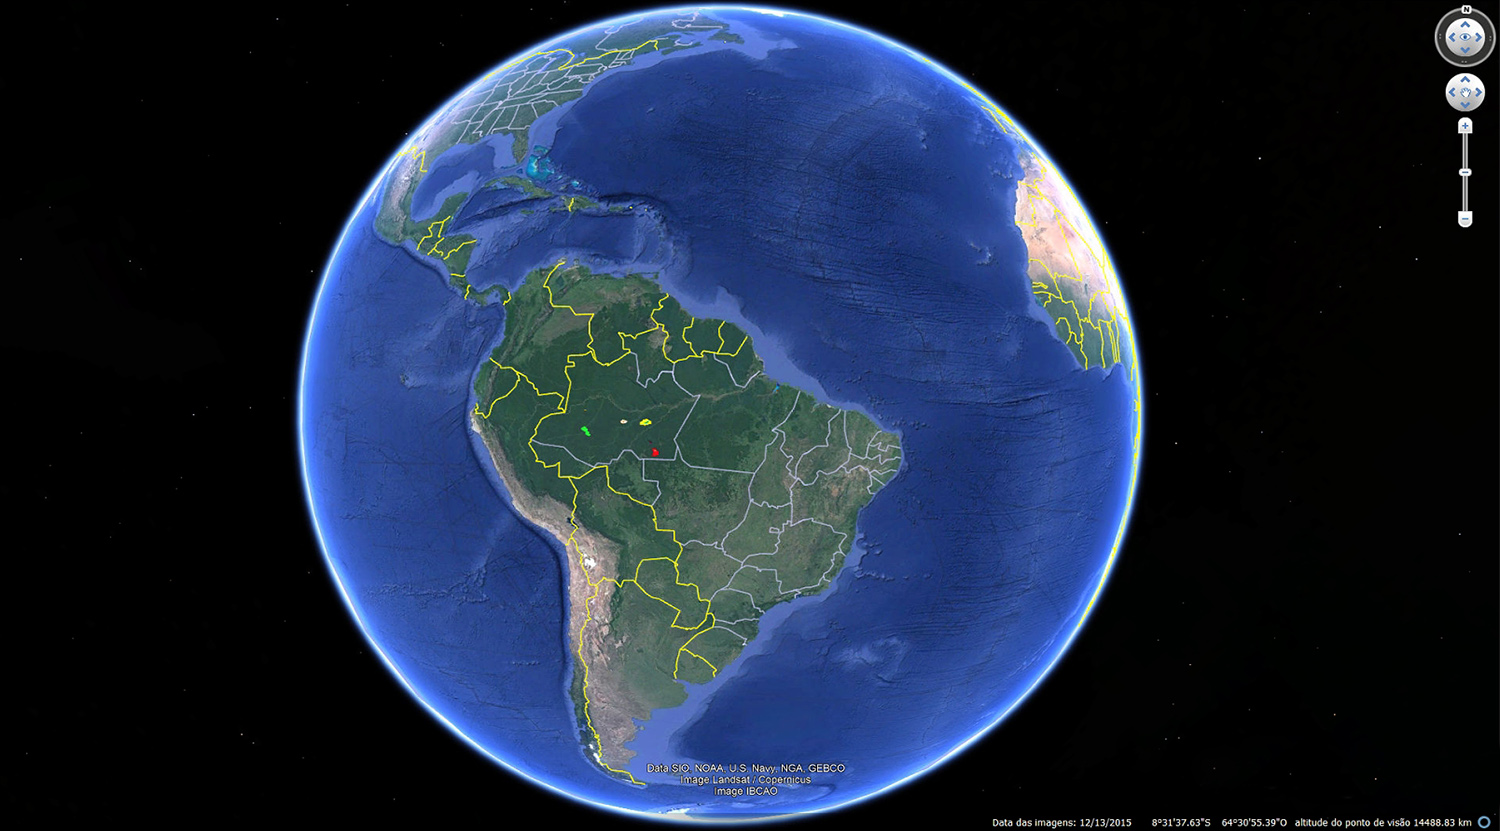 N
Data SIO, NOAA, U.S. Navy, NGA, GEBCO
Image Landsat / Copernicus
Image IBCAO
Data das imagens: 12/13/2015 8°31'37.63"S 64°30'55.39"O altitude do ponto de visão 14488.83 km